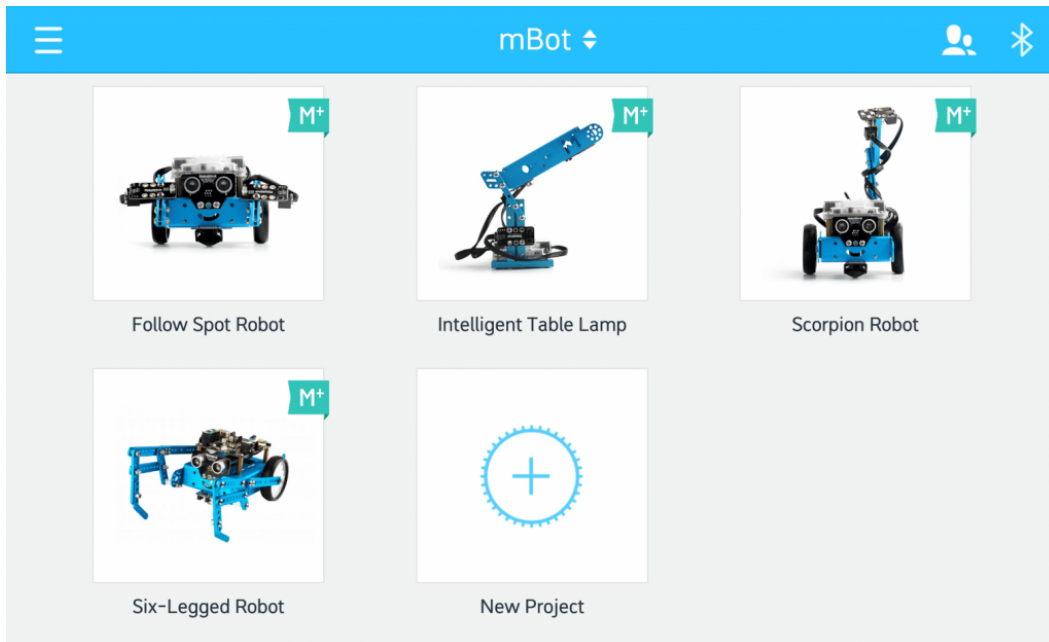 mBot
M+
M+
M+
Follow Spot Robot
Intelligent Table Lamp
Scorpion Robot
M+
Six-Legged Robot
New Project